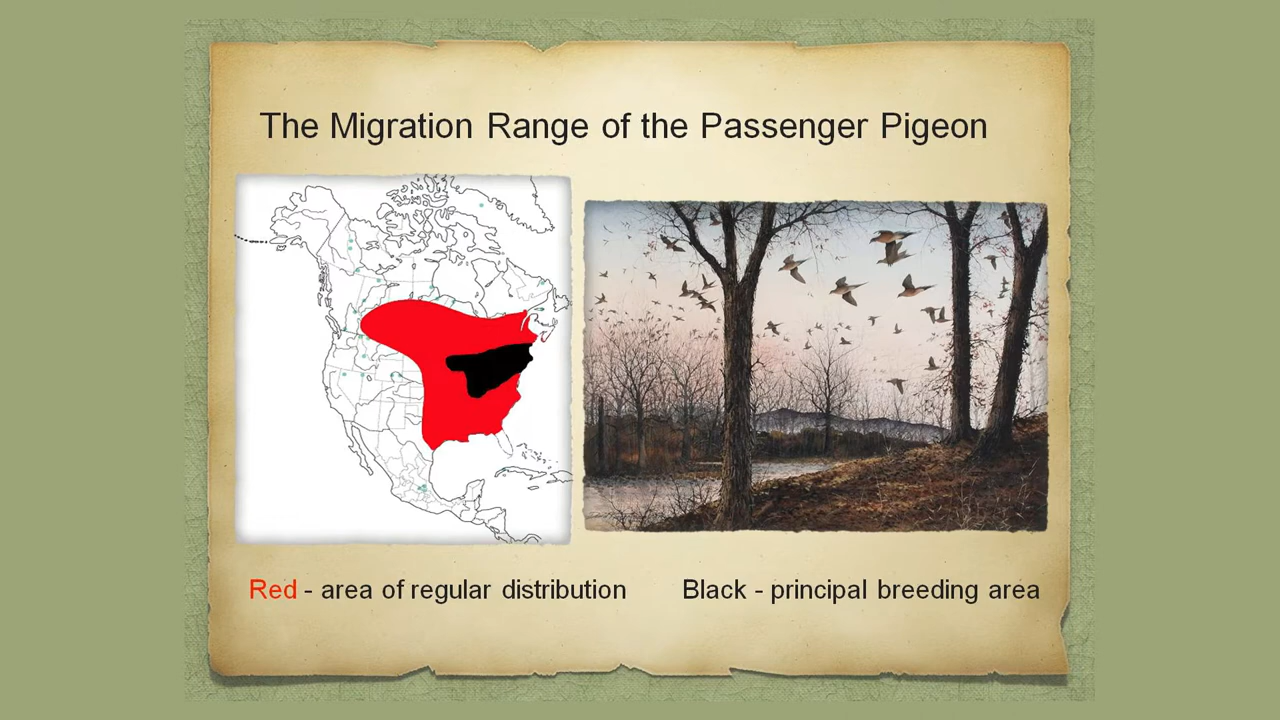 The Migration Range of the Passenger Pigeon
Red - area of regular distribution
Black - principal breeding area